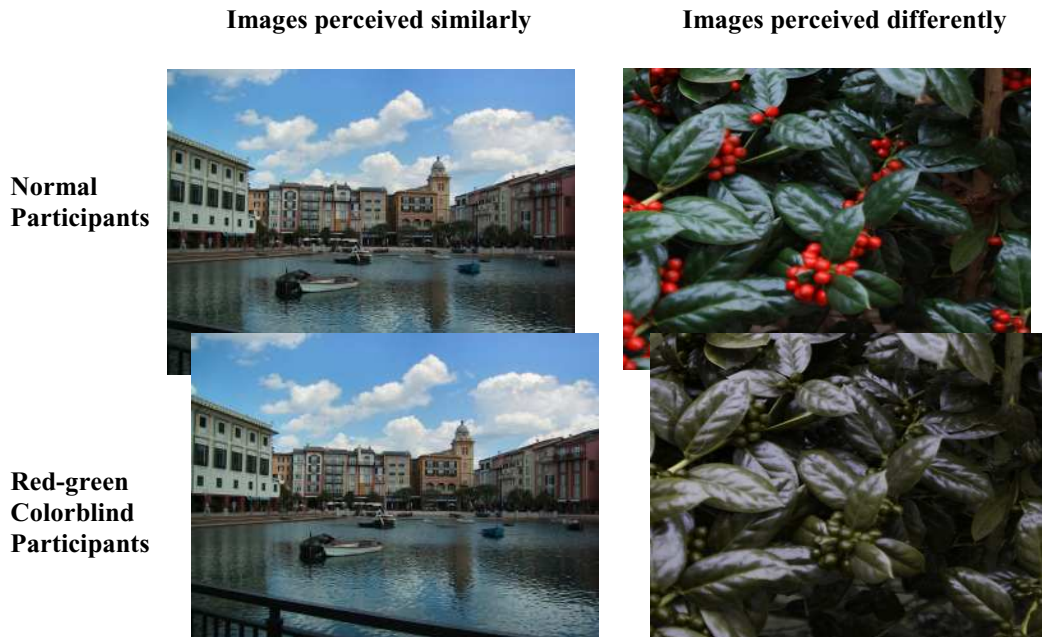 Images perceived similarly
Images perceived differently
Normal
Participants
Red-green
Colorblind
Participants